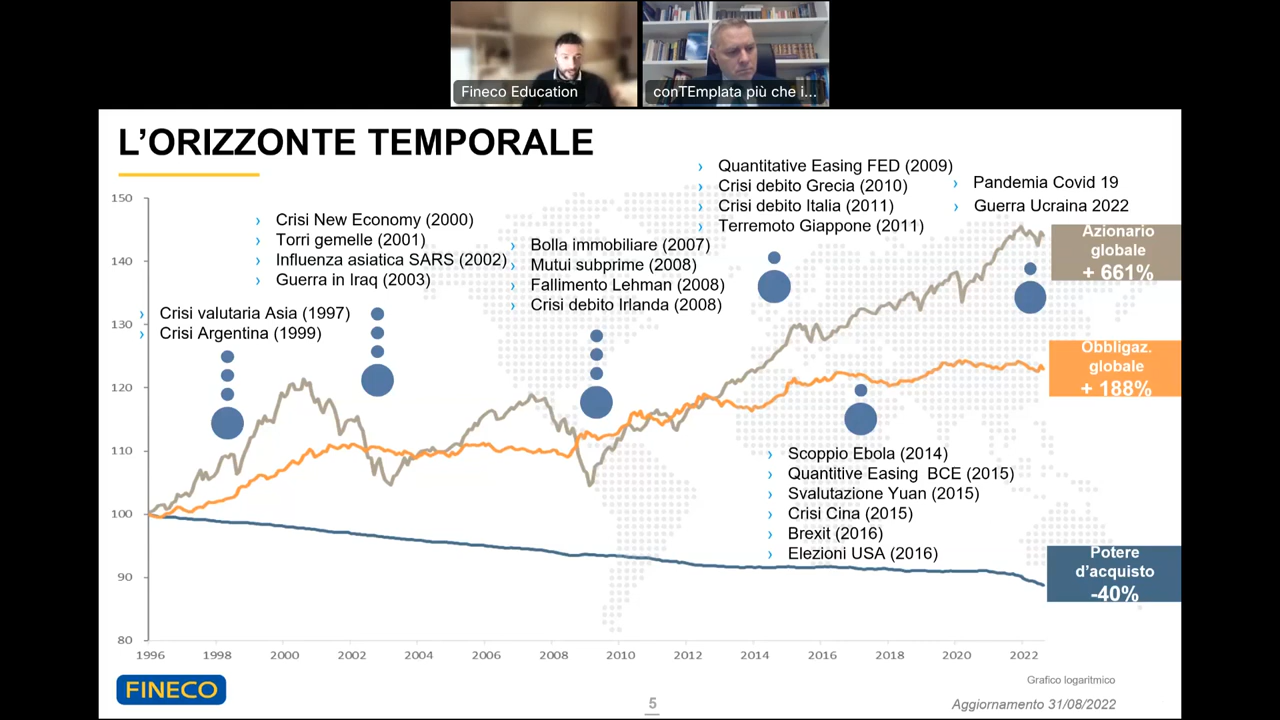 Fineco Education
conTEmplata più che i...
L'ORIZZONTE TEMPORALE
› Quantitative Easing FED (2009)
› Crisi debito Grecia (2010)
› Crisi debito Italia (2011)
› Terremoto Giappone (2011)
› Pandemia Covid 19
› Guerra Ucraina 2022
› Crisi New Economy (2000)
› Torri gemelle (2001)
› Influenza asiatica SARS (2002)
› Guerra in Iraq (2003)
› Bolla immobiliare (2007)
› Mutui subprime (2008)
› Fallimento Lehman (2008)
› Crisi debito Irlanda (2008)
› Crisi valutaria Asia (1997)
› Crisi Argentina (1999)
Azionario
globale
+ 661%
Obbligaz.
globale
+ 188%
› Scoppio Ebola (2014)
› Quantitive Easing BCE (2015)
› Svalutazione Yuan (2015)
› Crisi Cina (2015)
› Brexit (2016)
› Elezioni USA (2016)
Potere
d'acquisto
-40%
150
140
130
120
110
100
90
80
1996 1998 2000 2002 2004 2006 2008 2010 2012 2014 2016 2018 2020 2022
Grafico logaritmico
FINECO
5
Aggiornamento 31/08/2022